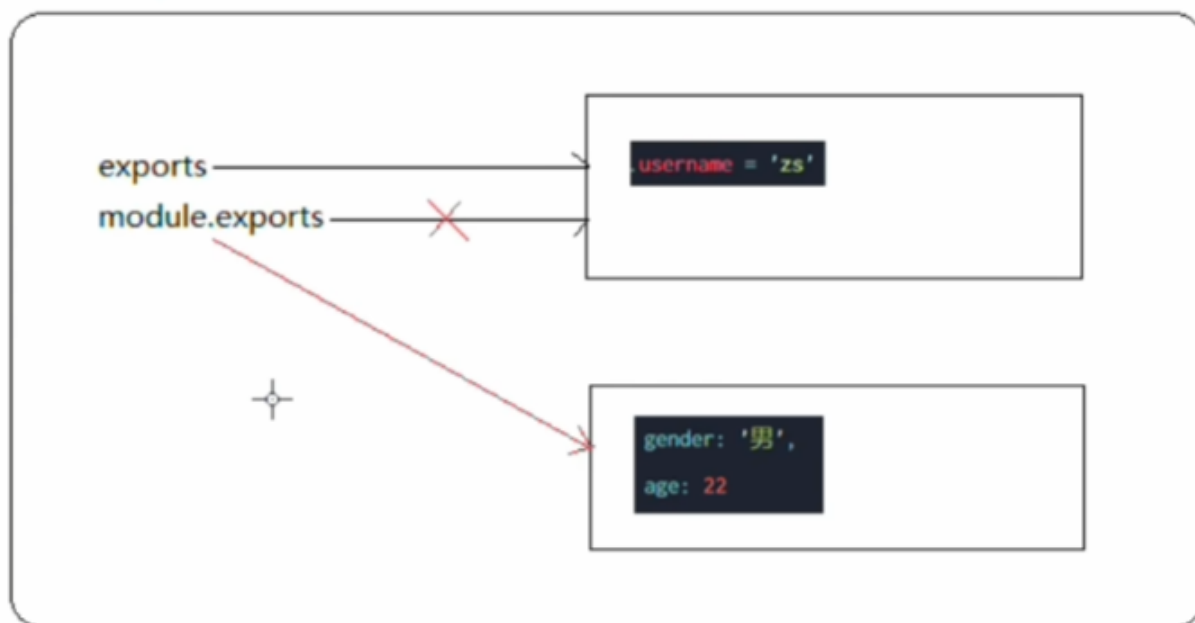 exports
module.exports
.username = 'zs'
gender: '男',
age: 22